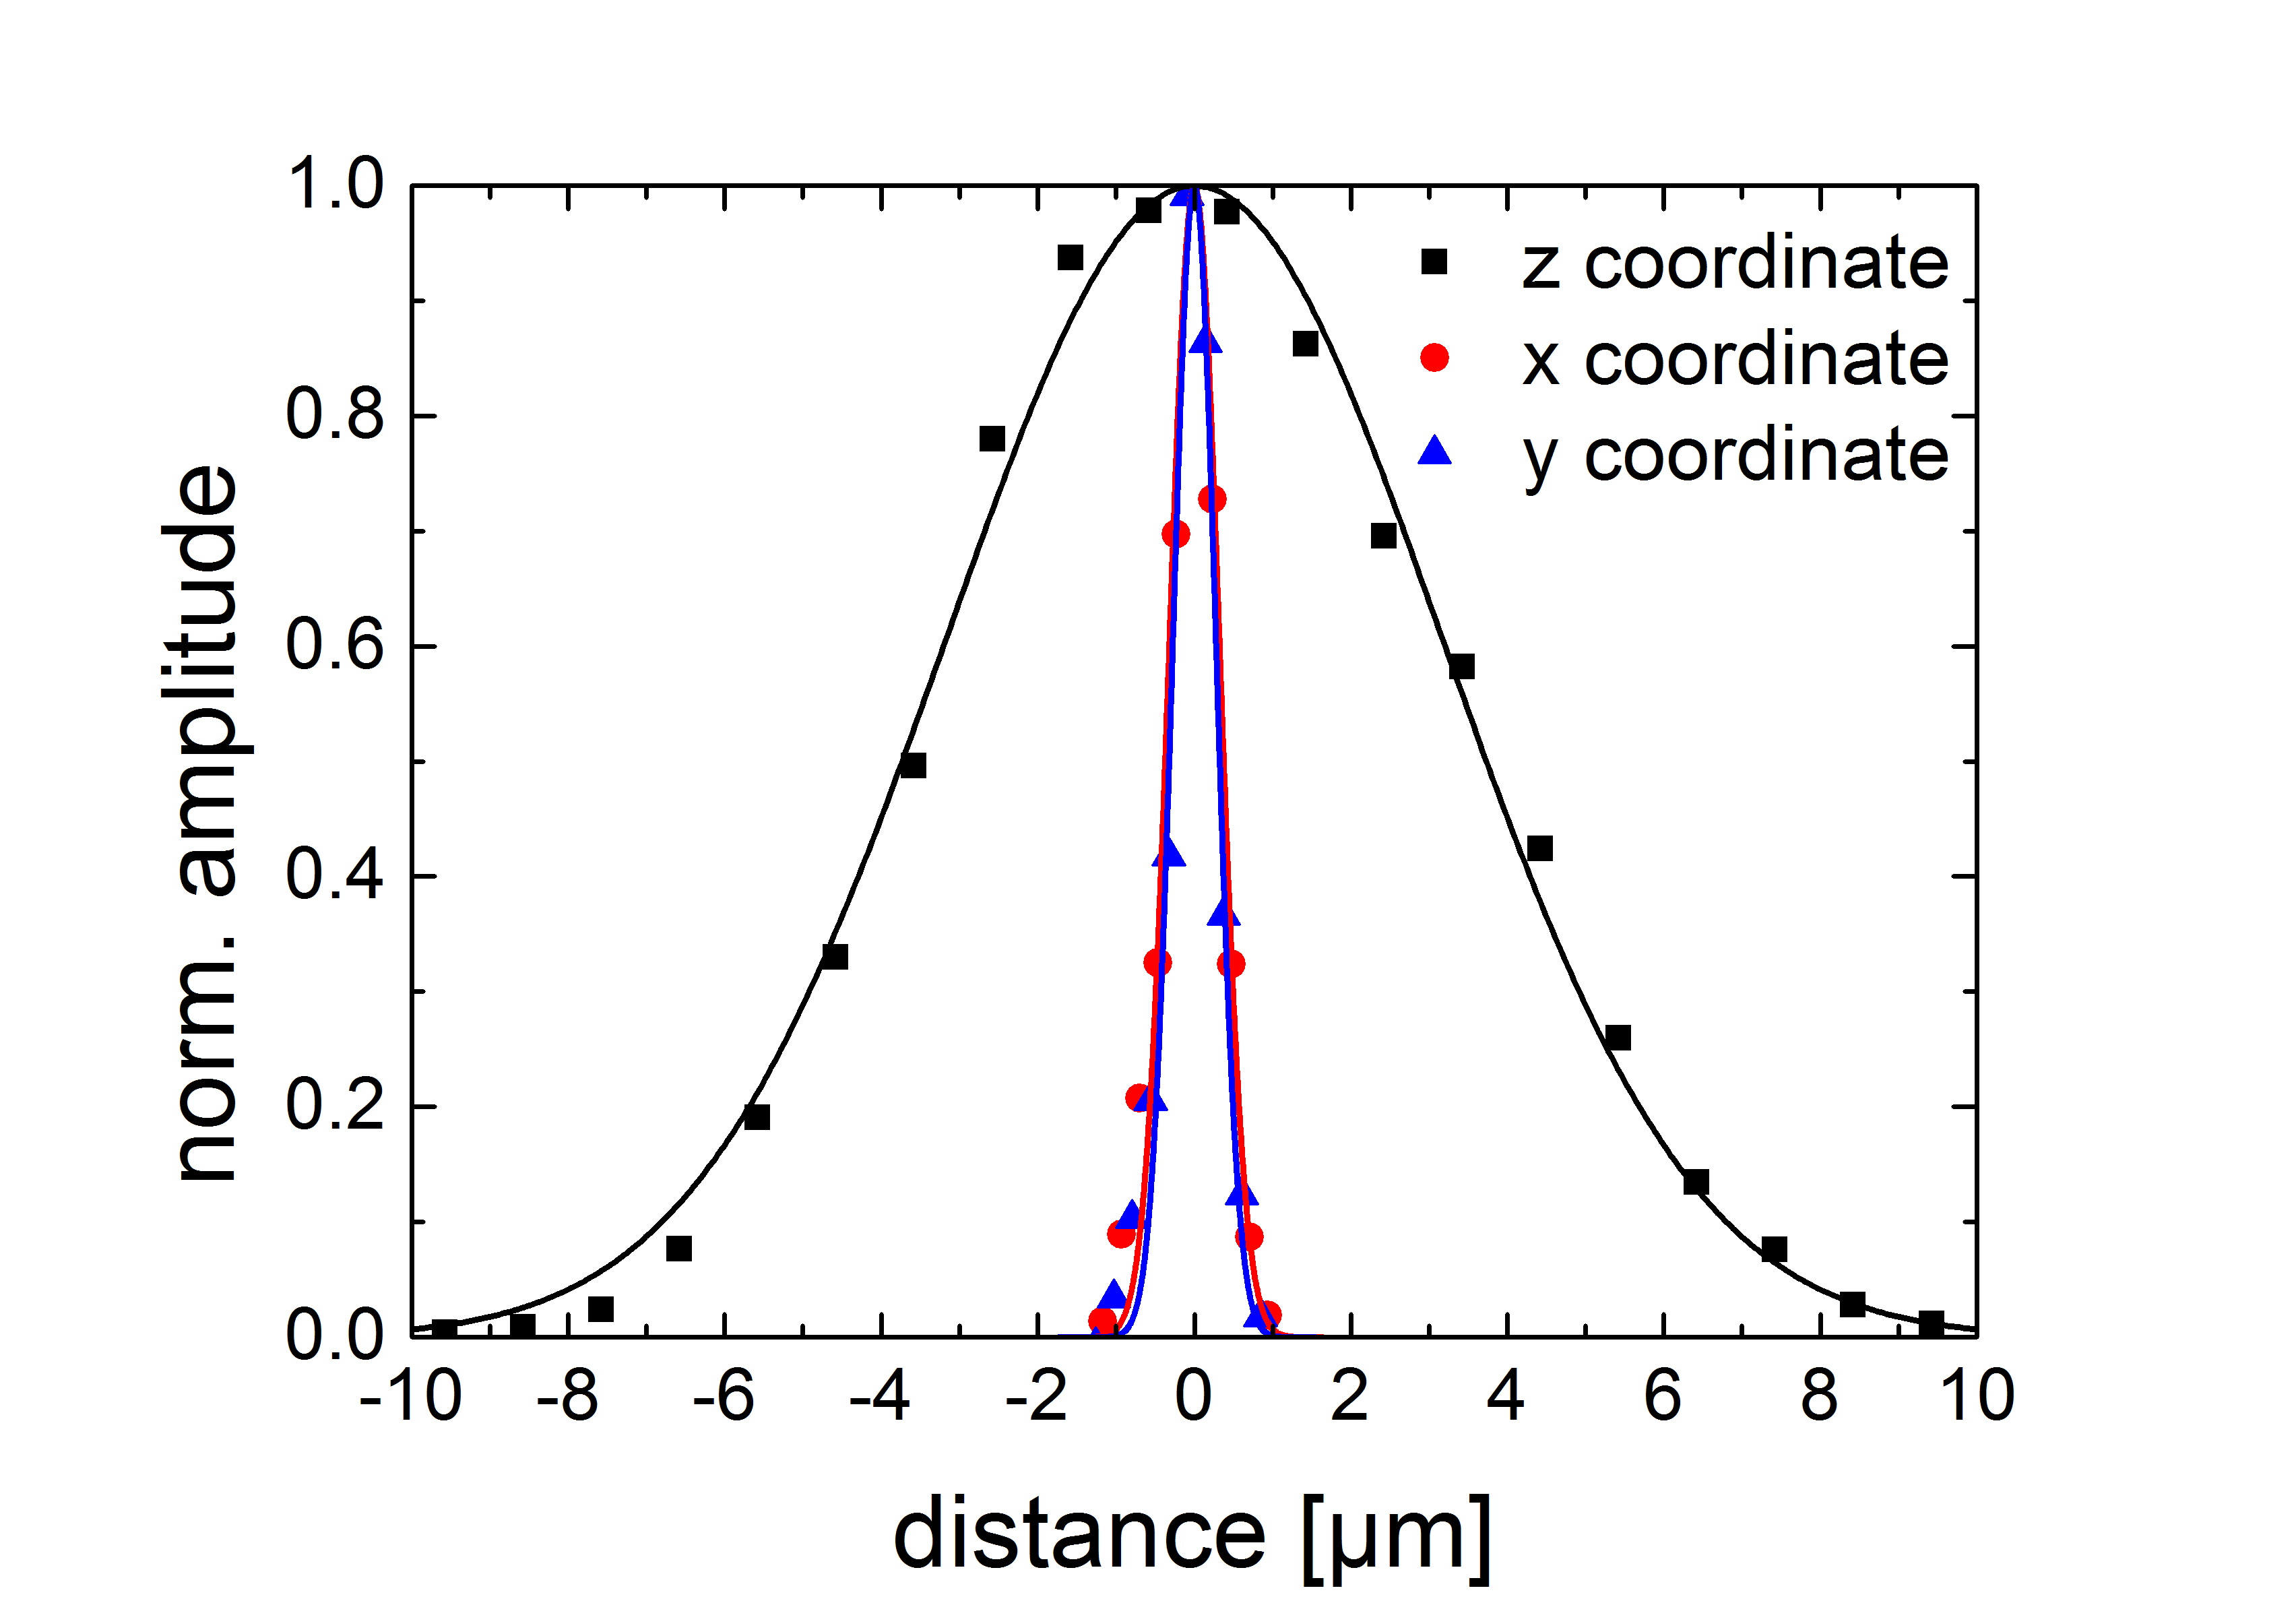 1.0
0.8
0.6
0.4
0.2
0.0
norm. amplitude
z coordinate
x coordinate
y coordinate
-10 -8 -6 -4 -2 0 2 4 6 8 10
distance [µm]